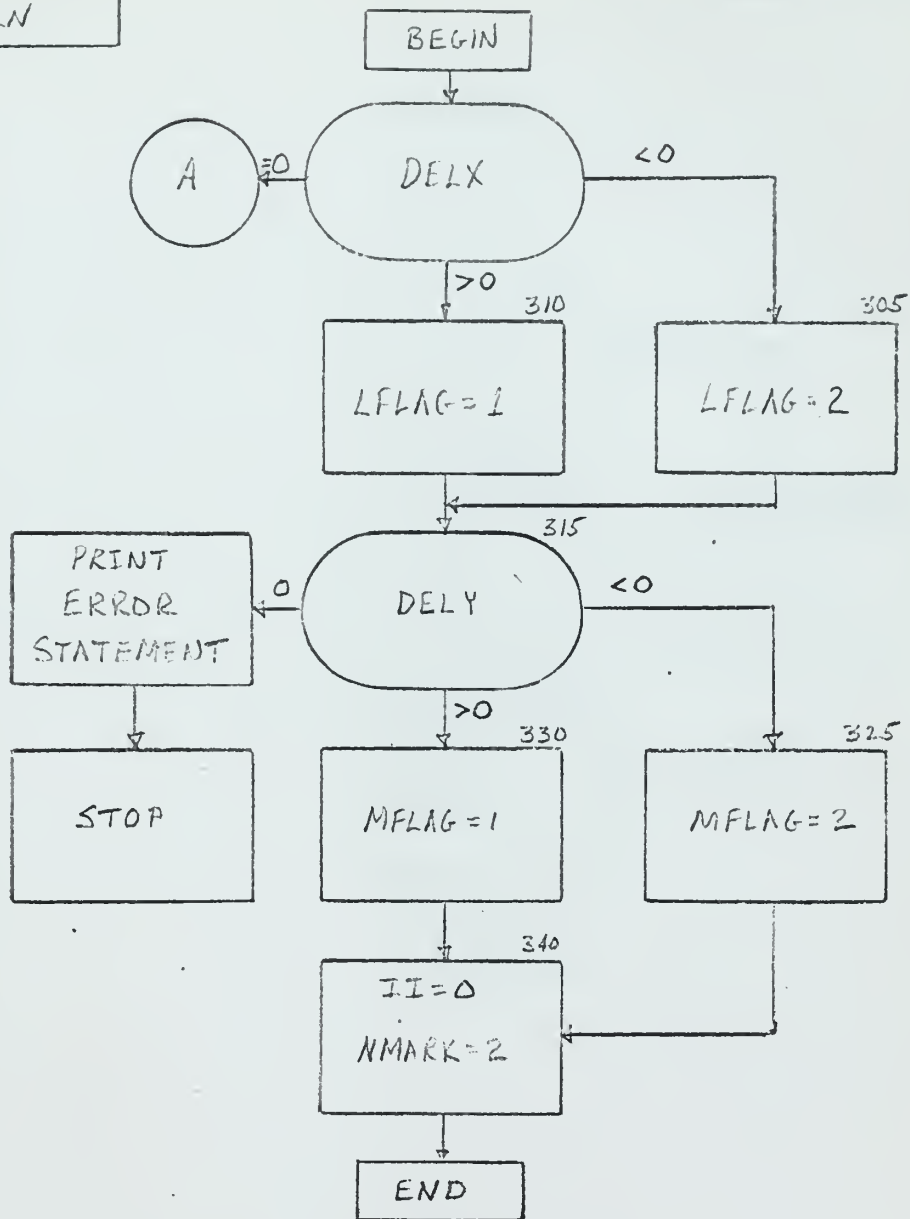 BEGIN
A
=0
DELX
<0
>0
310
305
LFLAG=1
LFLAG=2
315
PRINT
ERROR
STATEMENT
0
DELY
<0
>0
330
325
STOP
MFLAG=1
MFLAG=2
340
II=0
NMARK=2
END